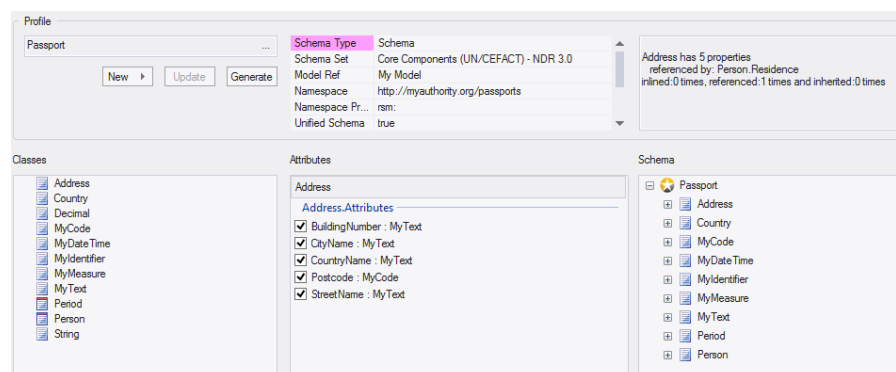 Profile
Passport ...
New Update Generate
Schema Type Schema
Schema Set Core Components (UN/CEFACT) - NDR 3.0
Model Ref My Model
Namespace http://myauthority.org/passports
Namespace Pr... rsm:
Unified Schema true
Address has 5 properties
referenced by: Person.Residence
inlined:0 times, referenced:1 times and inherited:0 times
Classes
Address
Country
Decimal
MyCode
MyDateTime
MyIdentifier
MyMeasure
MyText
Period
Person
String
Attributes
Address
Address.Attributes
BuildingNumber : MyText
CityName : MyText
CountryName : MyText
Postcode : MyCode
StreetName : MyText
Schema
Passport
Address
Country
MyCode
MyDateTime
MyIdentifier
MyMeasure
MyText
Period
Person